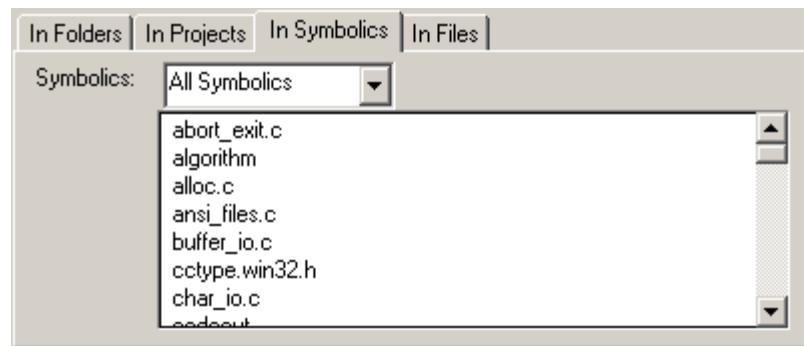 In Folders In Projects In Symbolics In Files
Symbolics: All Symbolics
abort_exit.c
algorithm
alloc.c
ansi_files.c
buffer_io.c
cctype.win32.h
char_io.c